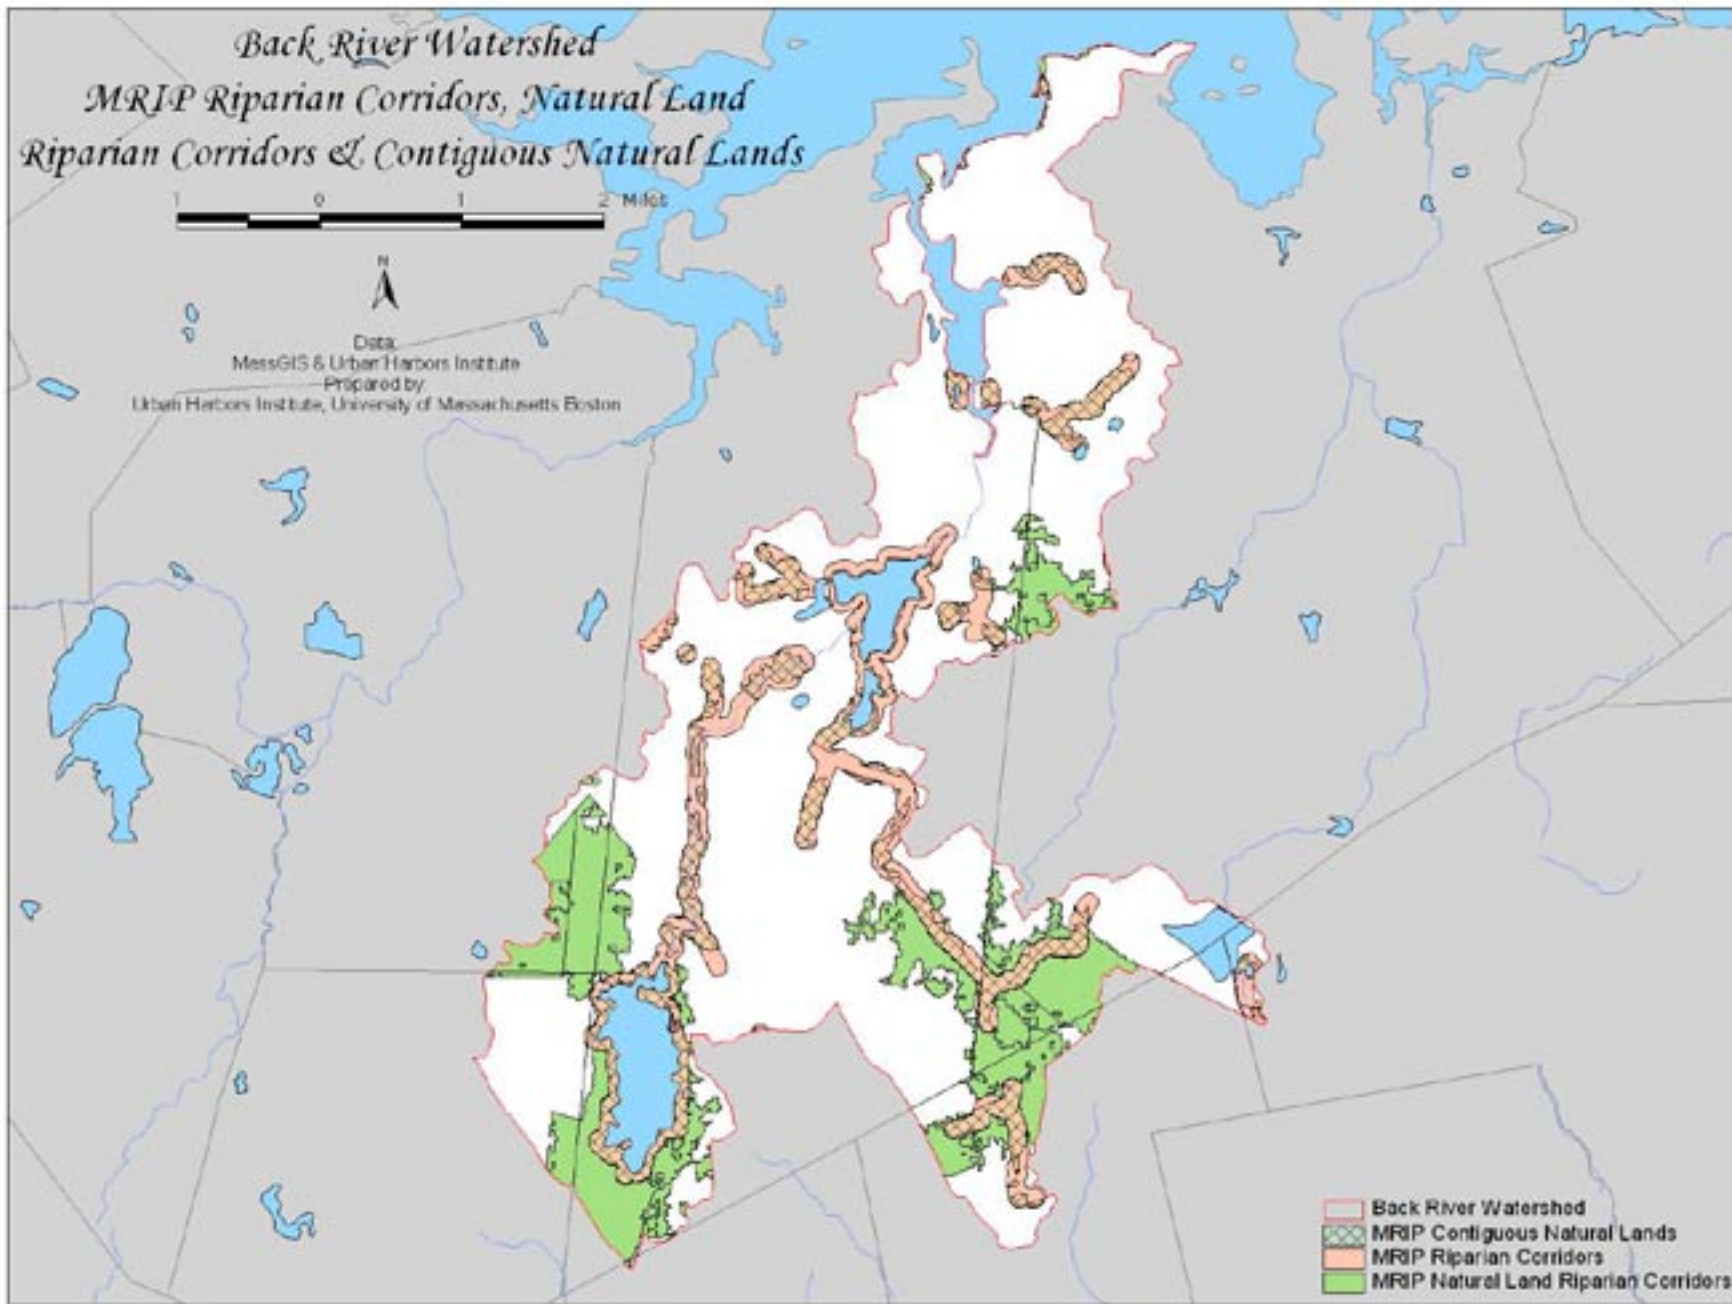 Back River Watershed
MRIP Riparian Corridors, Natural Land
Riparian Corridors & Contiguous Natural Lands
1 0 1 2 Miles
N
Data:
MassGIS & Urban Harbors Institute
Prepared by:
Urban Harbors Institute, University of Massachusetts Boston
Back River Watershed
MRIP Contiguous Natural Lands
MRIP Riparian Corridors
MRIP Natural Land Riparian Corridors